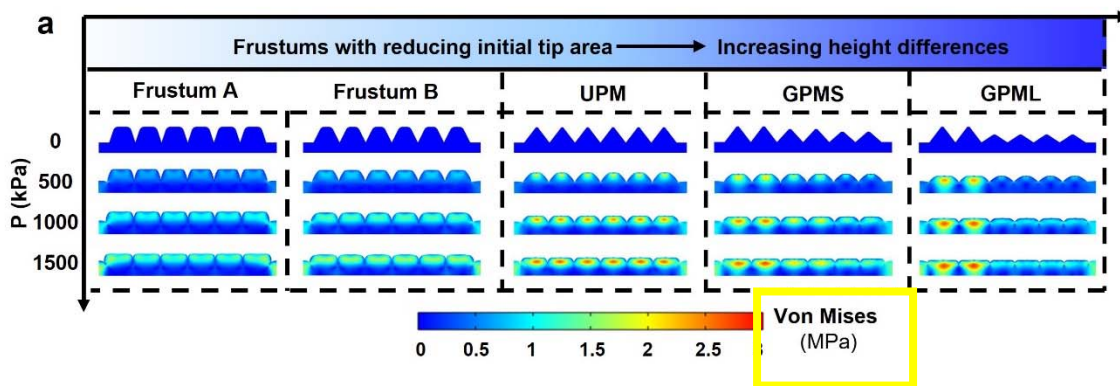 a
Frustums with reducing initial tip area → Increasing height differences
Frustum A Frustum B UPM GPMS GPML
P (kPa)
0
500
1000
1500
0 0.5 1 1.5 2 2.5
Von Mises
(MPa)